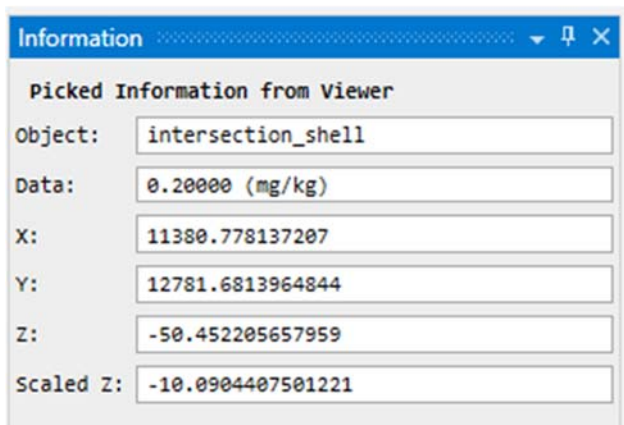 Information
Picked Information from Viewer
Object: intersection_shell
Data: 0.20000 (mg/kg)
X: 11380.778137207
Y: 12781.6813964844
Z: -50.452205657959
Scaled Z: -10.0904407501221